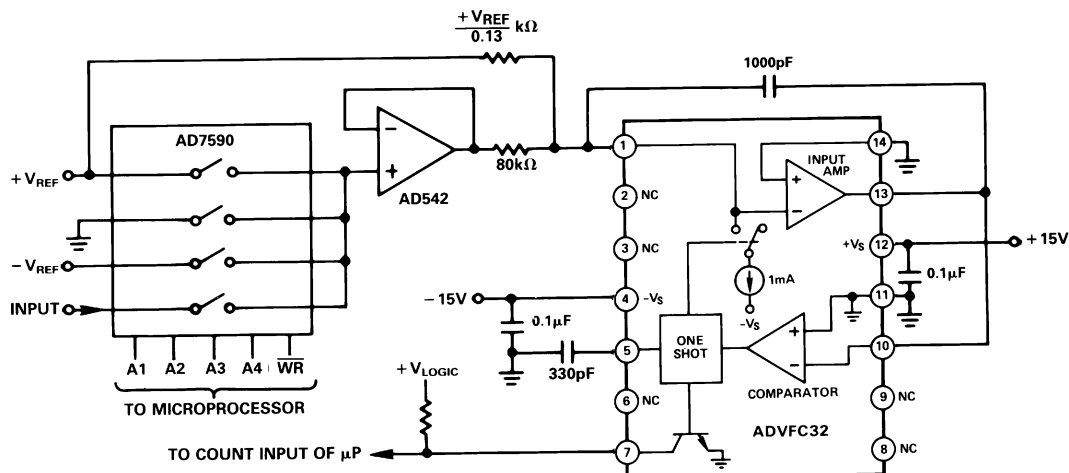 + VREF
0.13 kΩ
1000pF
AD7590
14
1
INPUT
AMP
+
-
13
80kΩ
+ VREF
-
+
AD542
2 NC
+VS 12
+ 15V
3 NC
1mA
0.1μF
- VREF
- 15V
4 -VS
-VS
11
INPUT
0.1μF
+
-
ONE
SHOT
5
10
330pF
A1 A2 A3 A4 WR
+ VLOGIC
COMPARATOR
TO MICROPROCESSOR
6 NC
9
NC
ADVFC32
TO COUNT INPUT OF μP
7
8 NC